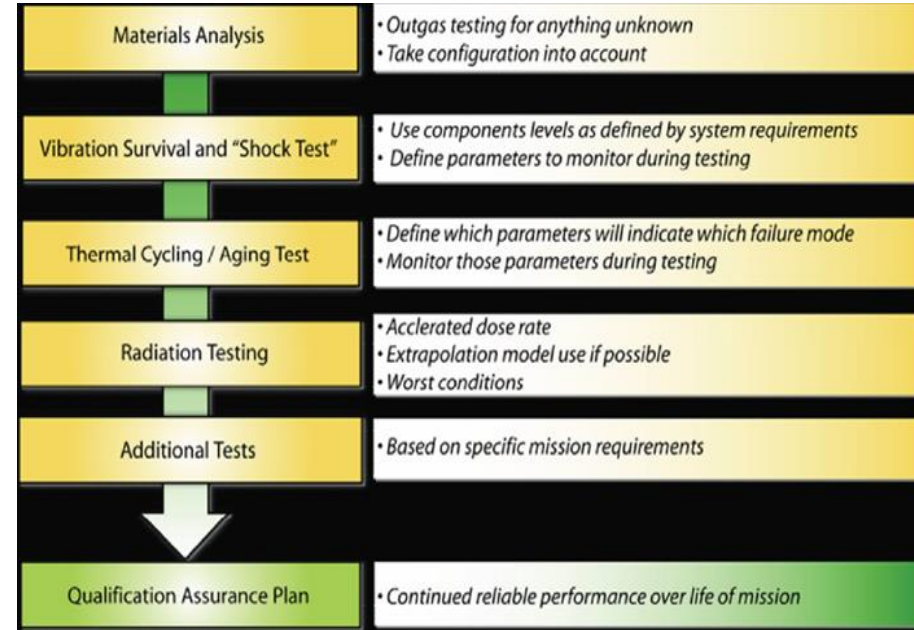 Materials Analysis
• Outgas testing for anything unknown
• Take configuration into account
Vibration Survival and “Shock Test”
• Use components levels as defined by system requirements
• Define parameters to monitor during testing
Thermal Cycling / Aging Test
• Define which parameters will indicate which failure mode
• Monitor those parameters during testing
Radiation Testing
• Acclerated dose rate
• Extrapolation model use if possible
• Worst conditions
Additional Tests
• Based on specific mission requirements
Qualification Assurance Plan
• Continued reliable performance over life of mission